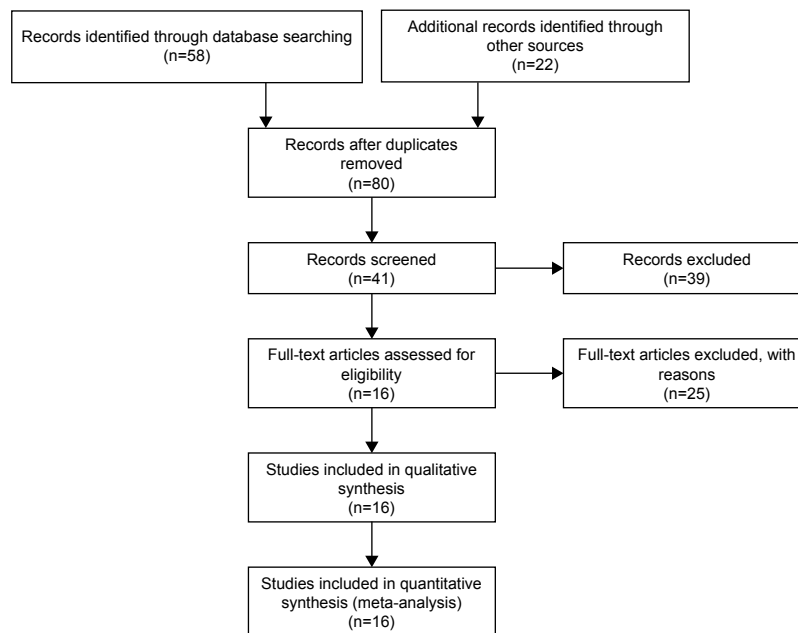 Records identified through database searching
(n=58)
Additional records identified through
other sources
(n=22)
Records after duplicates
removed
(n=80)
Records screened
(n=41)
Records excluded
(n=39)
Full-text articles assessed for
eligibility
(n=16)
Full-text articles excluded, with
reasons
(n=25)
Studies included in qualitative
synthesis
(n=16)
Studies included in quantitative
synthesis (meta-analysis)
(n=16)